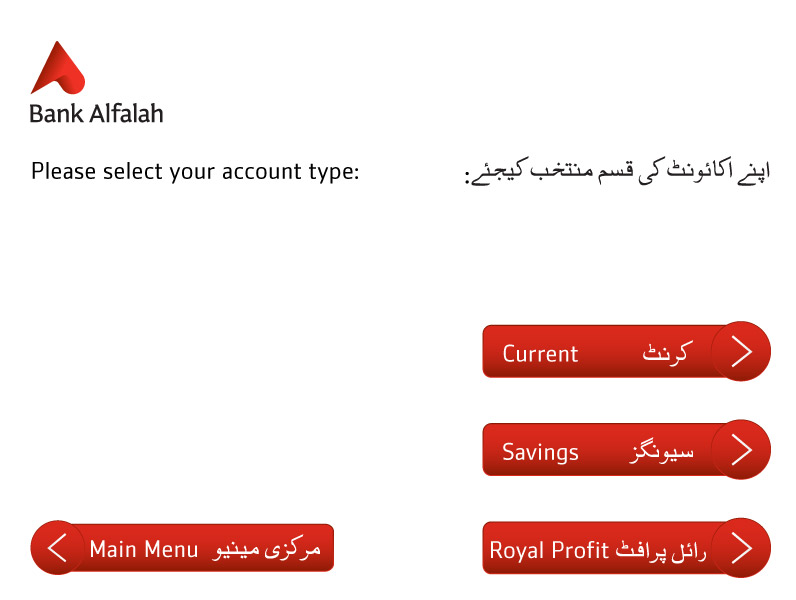 Bank Alfalah
Please select your account type:
اپنے اکائونٹ کی قسم منتخب کیجئے:
Current کرنٹ
Savings سیونگز
Main Menu مرکزی مینیو
Royal Profit رائل پرافٹ